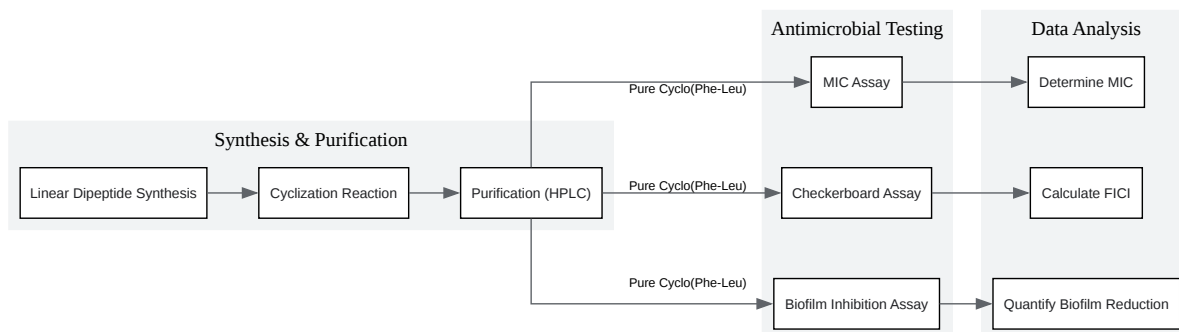 Antimicrobial Testing
Data Analysis
MIC Assay
Determine MIC
Pure Cyclo(Phe-Leu)
Synthesis & Purification
Linear Dipeptide Synthesis
Cyclization Reaction
Purification (HPLC)
Pure Cyclo(Phe-Leu)
Checkerboard Assay
Calculate FICI
Pure Cyclo(Phe-Leu)
Biofilm Inhibition Assay
Quantify Biofilm Reduction